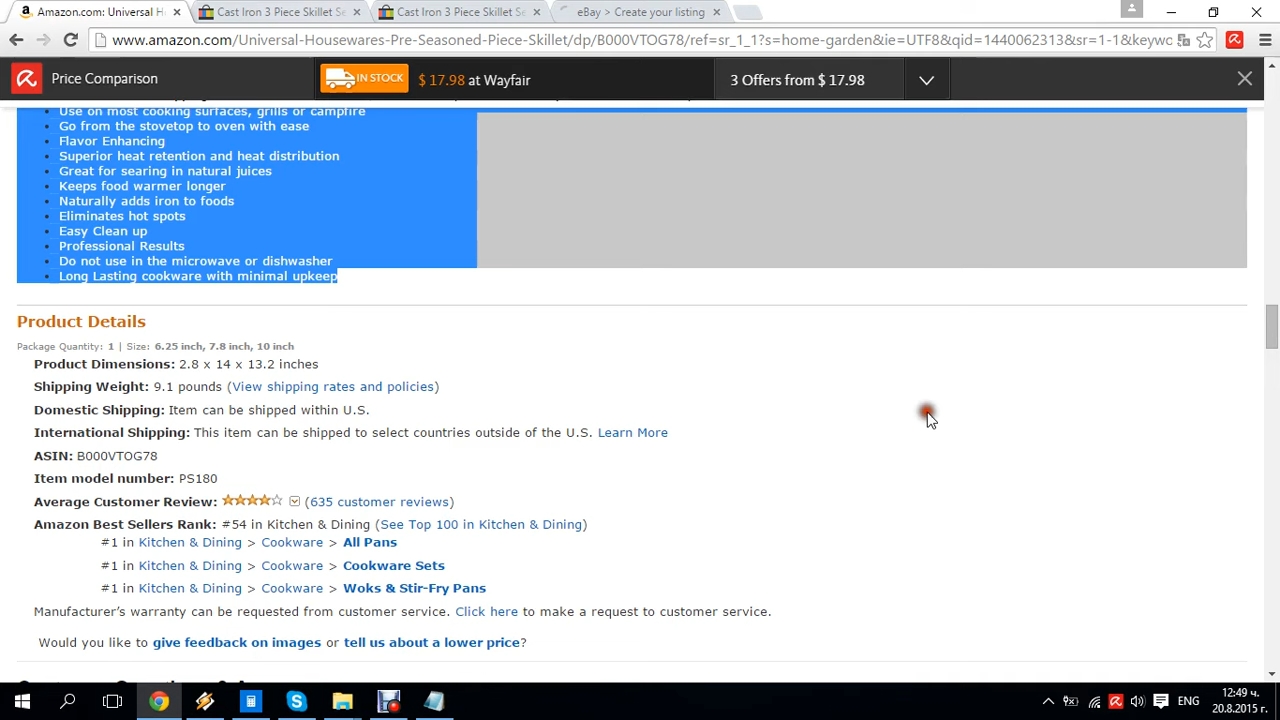 Amazon.com: Universal H
Cast Iron 3 Piece Skillet Se
Cast Iron 3 Piece Skillet Se
eBay > Create your listing
www.amazon.com/Universal-Housewares-Pre-Seasoned-Piece-Skillet/dp/B000VTOG78/ref=sr_1_1?s=home-garden&ie=UTF8&qid=1440062313&sr=1-1&keywo
Price Comparison
IN STOCK
$ 17.98 at Wayfair
3 Offers from $ 17.98
Use on most cooking surfaces, grills or campfire
Go from the stovetop to oven with ease
Flavor Enhancing
Superior heat retention and heat distribution
Great for searing in natural juices
Keeps food warmer longer
Naturally adds iron to foods
Eliminates hot spots
Easy Clean up
Professional Results
Do not use in the microwave or dishwasher
Long Lasting cookware with minimal upkeep
Product Details
Package Quantity: 1 | Size: 6.25 inch, 7.8 inch, 10 inch
Product Dimensions: 2.8 x 14 x 13.2 inches
Shipping Weight: 9.1 pounds (View shipping rates and policies)
Domestic Shipping: Item can be shipped within U.S.
International Shipping: This item can be shipped to select countries outside of the U.S. Learn More
ASIN: B000VTOG78
Item model number: PS180
Average Customer Review: (635 customer reviews)
Amazon Best Sellers Rank: #54 in Kitchen & Dining (See Top 100 in Kitchen & Dining)
#1 in Kitchen & Dining > Cookware > All Pans
#1 in Kitchen & Dining > Cookware > Cookware Sets
#1 in Kitchen & Dining > Cookware > Woks & Stir-Fry Pans
Manufacturer's warranty can be requested from customer service. Click here to make a request to customer service.
Would you like to give feedback on images or tell us about a lower price?
ENG
12:49 ч.
20.8.2015 г.